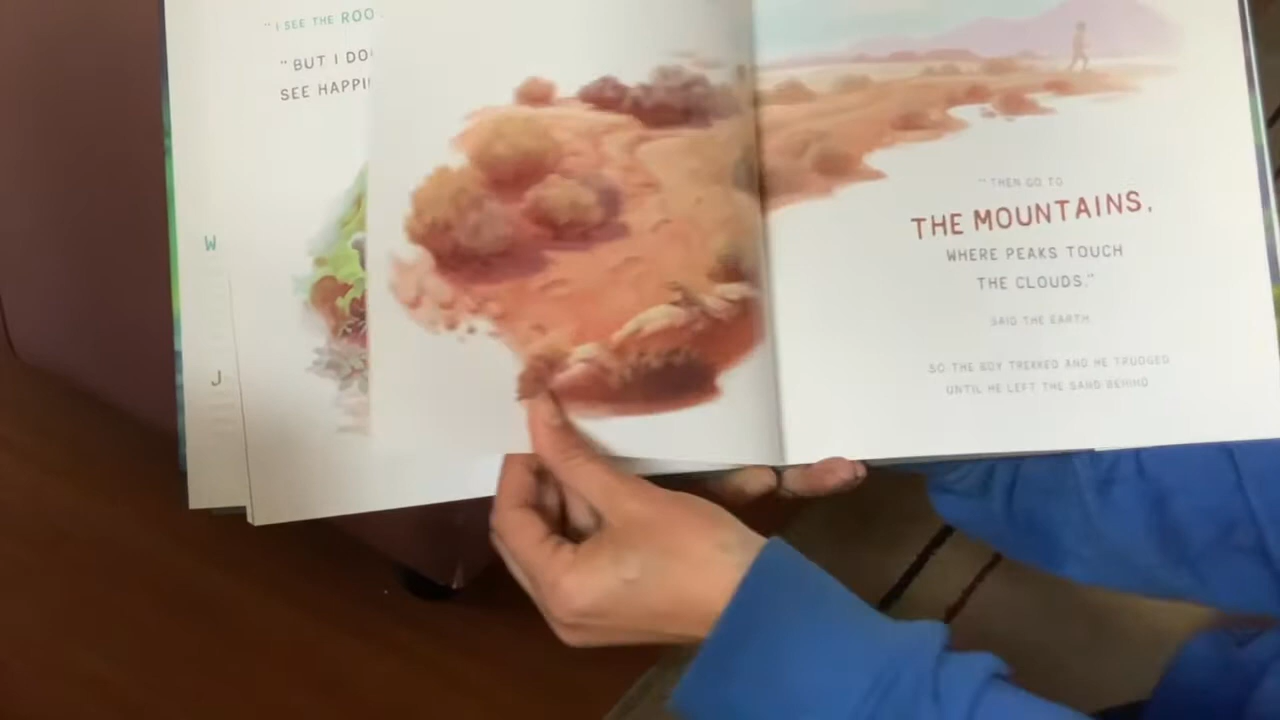 "I SEE THE ROO
"BUT I DO
SEE HAPPI
W
J
"THEN GO TO
THE MOUNTAINS,
WHERE PEAKS TOUCH
THE CLOUDS."
SAID THE EARTH
SO THE BOY TREKKED AND HE TRUDGED
UNTIL HE LEFT THE SAND BEHIND